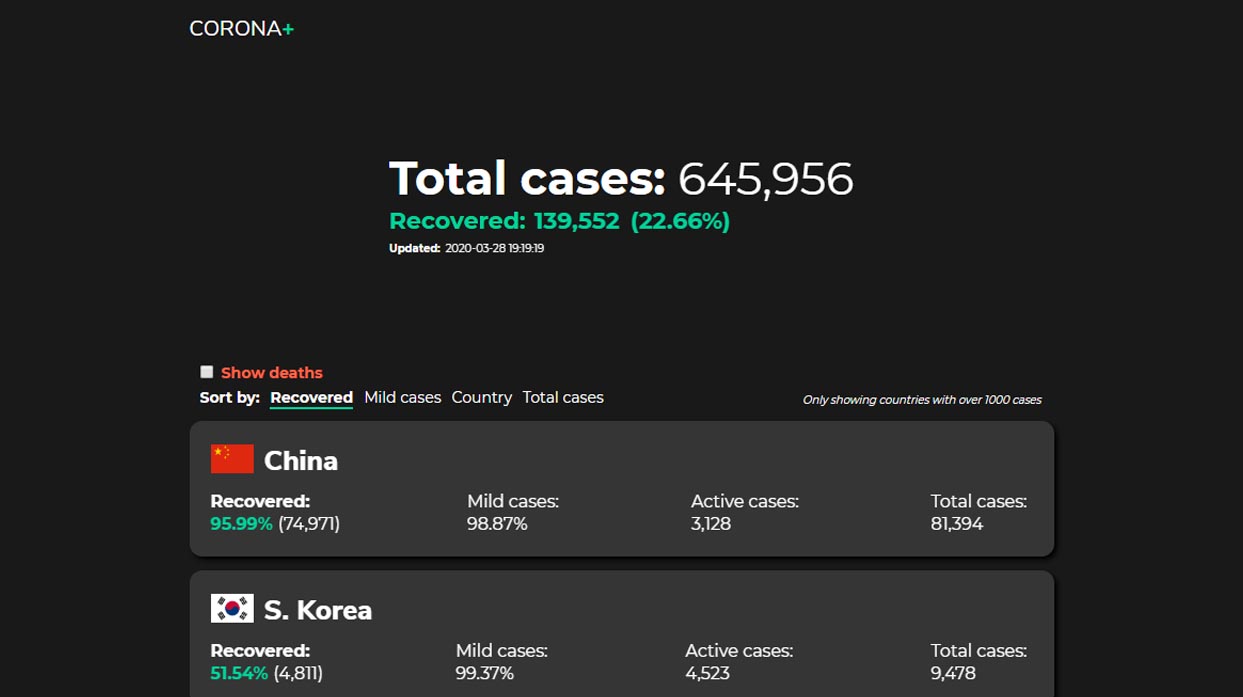 CORONA+
Total cases: 645,956
Recovered: 139,552 (22.66%)
Updated: 2020-03-28 19:19:19
Show deaths
Sort by: Recovered Mild cases Country Total cases
Only showing countries with over 1000 cases
China
Recovered: Mild cases: Active cases: Total cases:
95.99% (74,971) 98.87% 3,128 81,394
S. Korea
Recovered: Mild cases: Active cases: Total cases:
51.54% (4,811) 99.37% 4,523 9,478